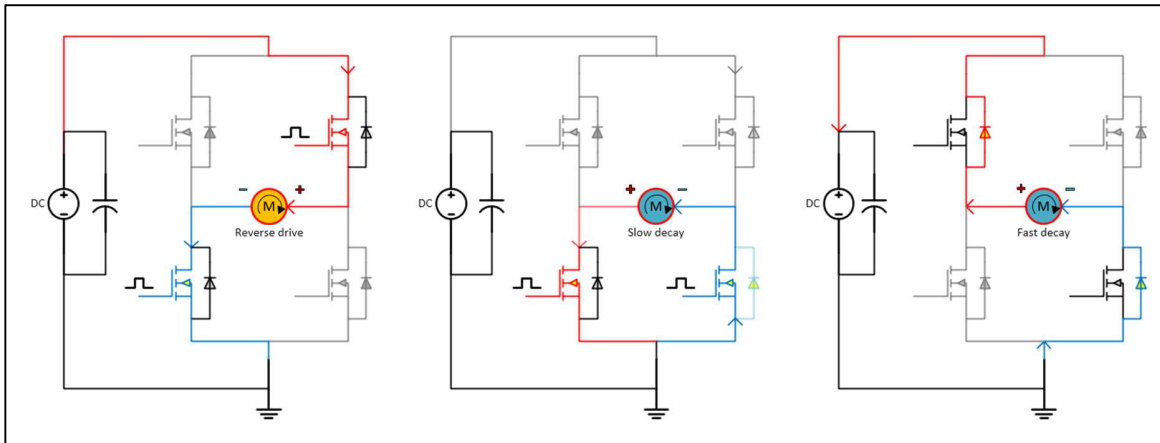 DC
− +
M
Reverse drive
DC
+ −
M
Slow decay
DC
+ −
M
Fast decay